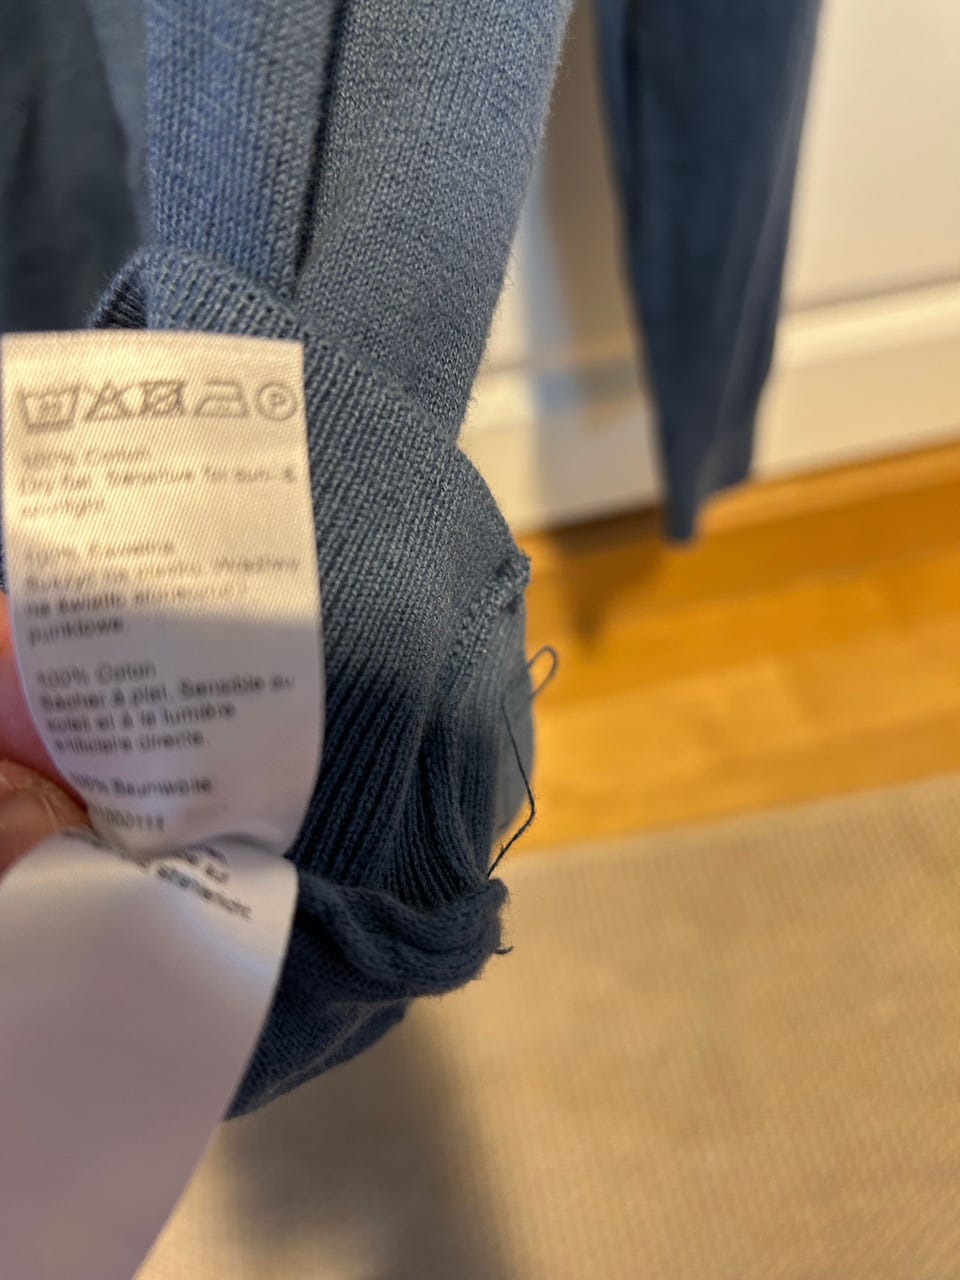 P
100% Cotton
Dry flat. Sensitive to sun- &
100% Bawełna
Suszyć na płasko. Wrażliwy
na światło słoneczne i
punktowe.
100% Coton
Sécher à plat. Sensible au
soleil et à la lumière
artificielle directe.
100% Baumwolle